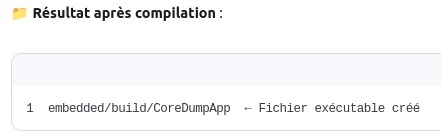 📁 Résultat après compilation :
1 embedded/build/CoreDumpApp ← Fichier exécutable créé